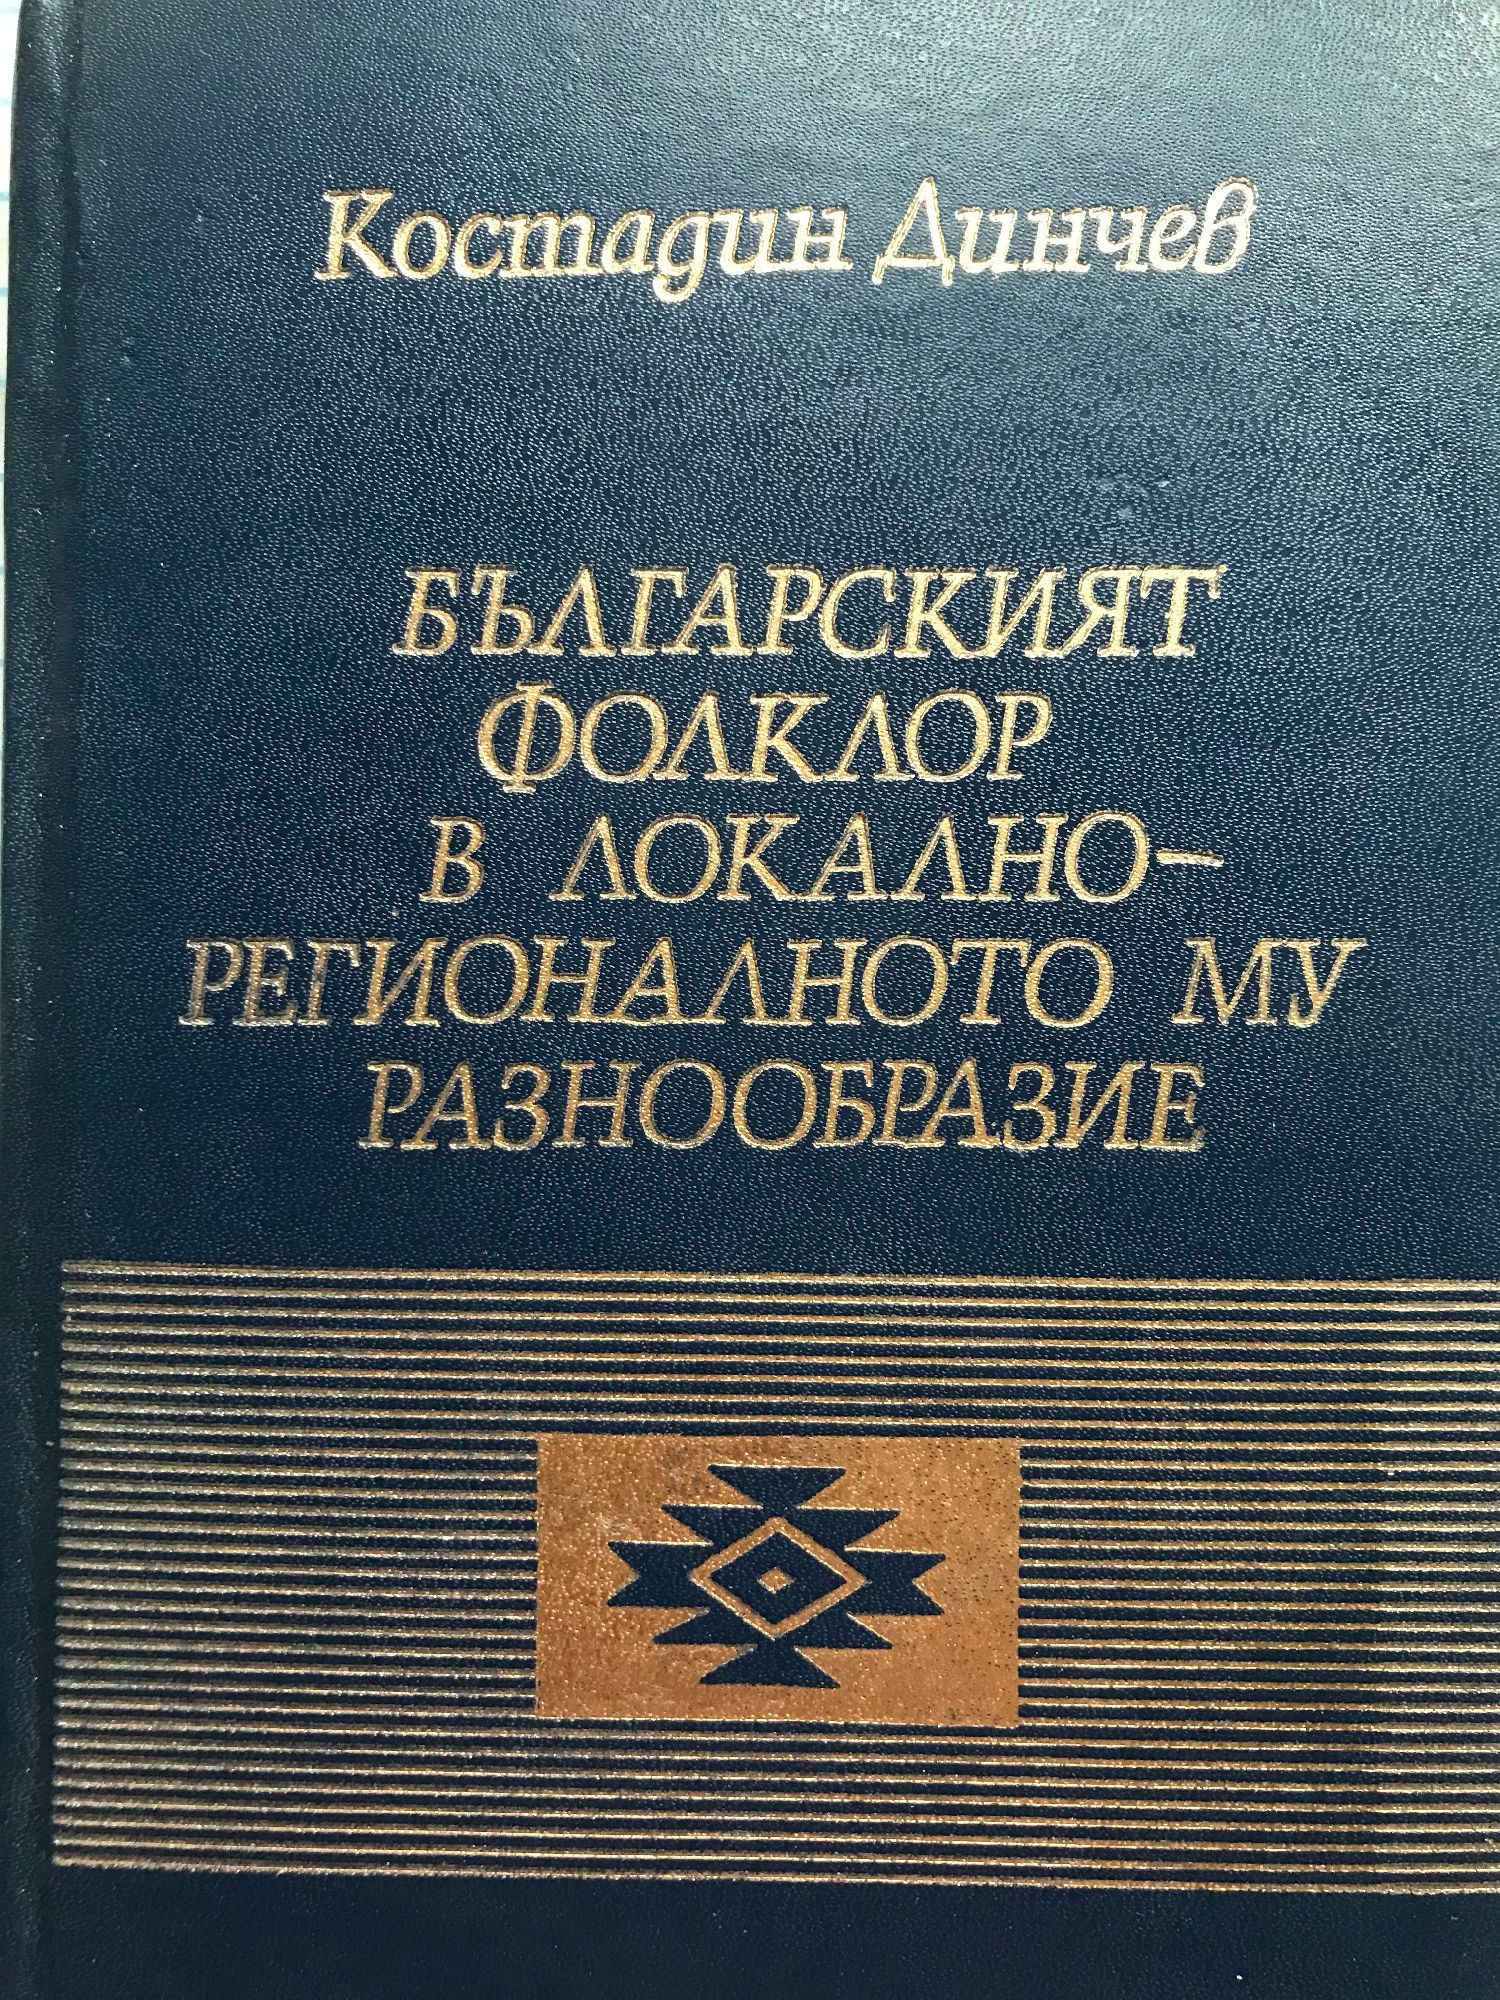 Костадин Динчев
БЪЛГАРСКИЯТ
ФОЛКЛОР
В ЛОКАЛНО-
РЕГИОНАЛНОТО МУ
РАЗНООБРАЗИЕ